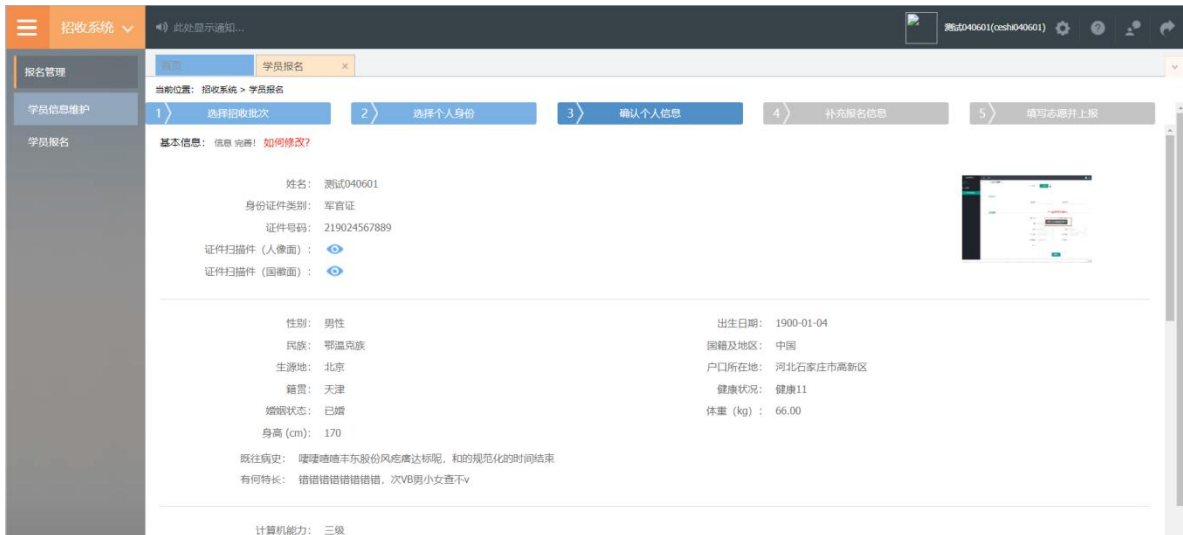 招收系统
此处显示通知...
测试040601(ceshi040601)
报名管理
学员信息维护
学员报名
首页
学员报名 ×
当前位置： 招收系统 > 学员报名
1 选择招收批次
2 选择个人身份
3 确认个人信息
4 补充报名信息
5 填写志愿并上报
基本信息： 信息 完善！ 如何修改?
姓名： 测试040601
身份证件类别： 军官证
证件号码： 219024567889
证件扫描件（人像面）：
证件扫描件（国徽面）：
性别： 男性
出生日期： 1900-01-04
民族： 鄂温克族
国籍及地区： 中国
生源地： 北京
户口所在地： 河北石家庄市高新区
籍贯： 天津
健康状况： 健康11
婚姻状态： 已婚
体重（kg）： 66.00
身高 (cm)： 170
既往病史： 喽喽喳喳丰东股份风疙瘩达标呢，和的规范化的时间结束
有何特长： 错错错错错错错错，次VB男小女查不v
计算机能力： 三级